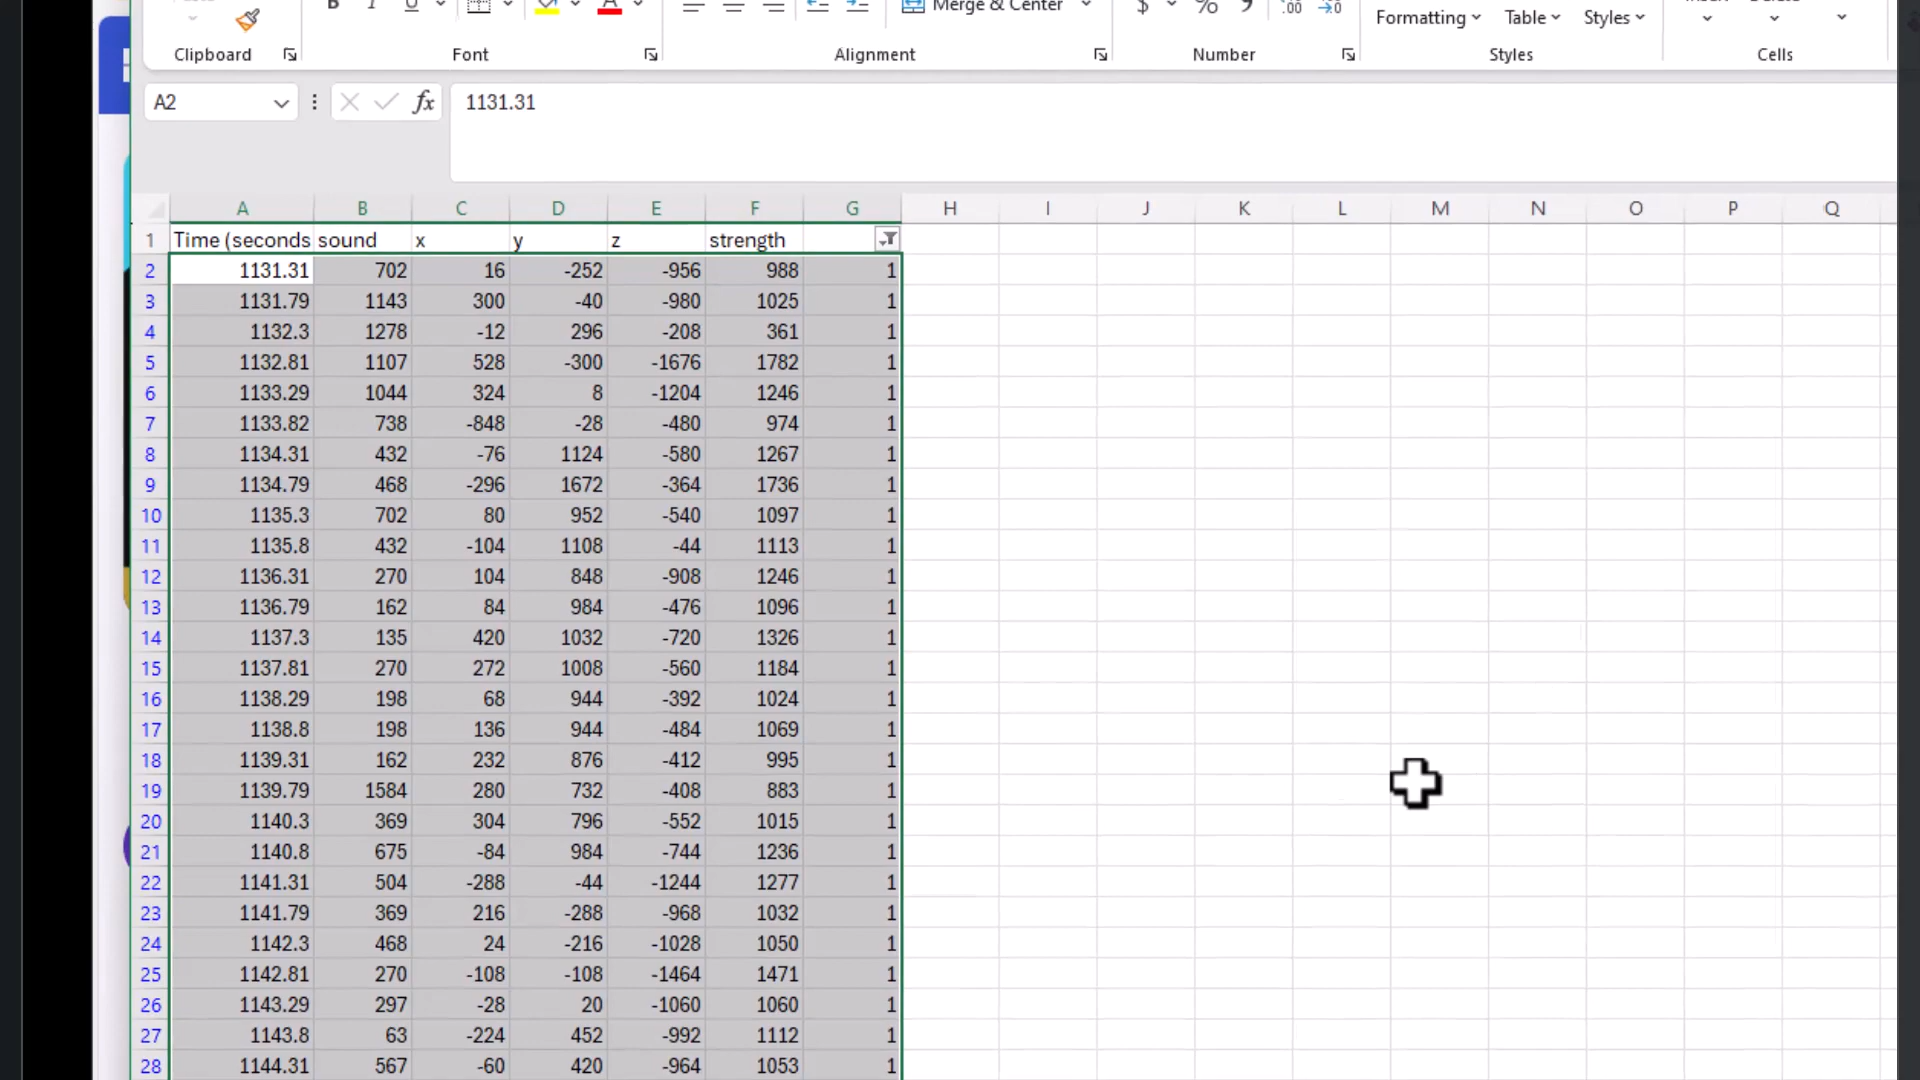 Merge & Center
$ % 9 .00 →0
Formatting Table Styles
Clipboard Font Alignment Number Styles Cells
A2 fx 1131.31
A B C D E F G H I J K L M N O P Q
1 Time (seconds sound x y z strength
2 1131.31 702 16 -252 -956 988 1
3 1131.79 1143 300 -40 -980 1025 1
4 1132.3 1278 -12 296 -208 361 1
5 1132.81 1107 528 -300 -1676 1782 1
6 1133.29 1044 324 8 -1204 1246 1
7 1133.82 738 -848 -28 -480 974 1
8 1134.31 432 -76 1124 -580 1267 1
9 1134.79 468 -296 1672 -364 1736 1
10 1135.3 702 80 952 -540 1097 1
11 1135.8 432 -104 1108 -44 1113 1
12 1136.31 270 104 848 -908 1246 1
13 1136.79 162 84 984 -476 1096 1
14 1137.3 135 420 1032 -720 1326 1
15 1137.81 270 272 1008 -560 1184 1
16 1138.29 198 68 944 -392 1024 1
17 1138.8 198 136 944 -484 1069 1
18 1139.31 162 232 876 -412 995 1
19 1139.79 1584 280 732 -408 883 1
20 1140.3 369 304 796 -552 1015 1
21 1140.8 675 -84 984 -744 1236 1
22 1141.31 504 -288 -44 -1244 1277 1
23 1141.79 369 216 -288 -968 1032 1
24 1142.3 468 24 -216 -1028 1050 1
25 1142.81 270 -108 -108 -1464 1471 1
26 1143.29 297 -28 20 -1060 1060 1
27 1143.8 63 -224 452 -992 1112 1
28 1144.31 567 -60 420 -964 1053 1